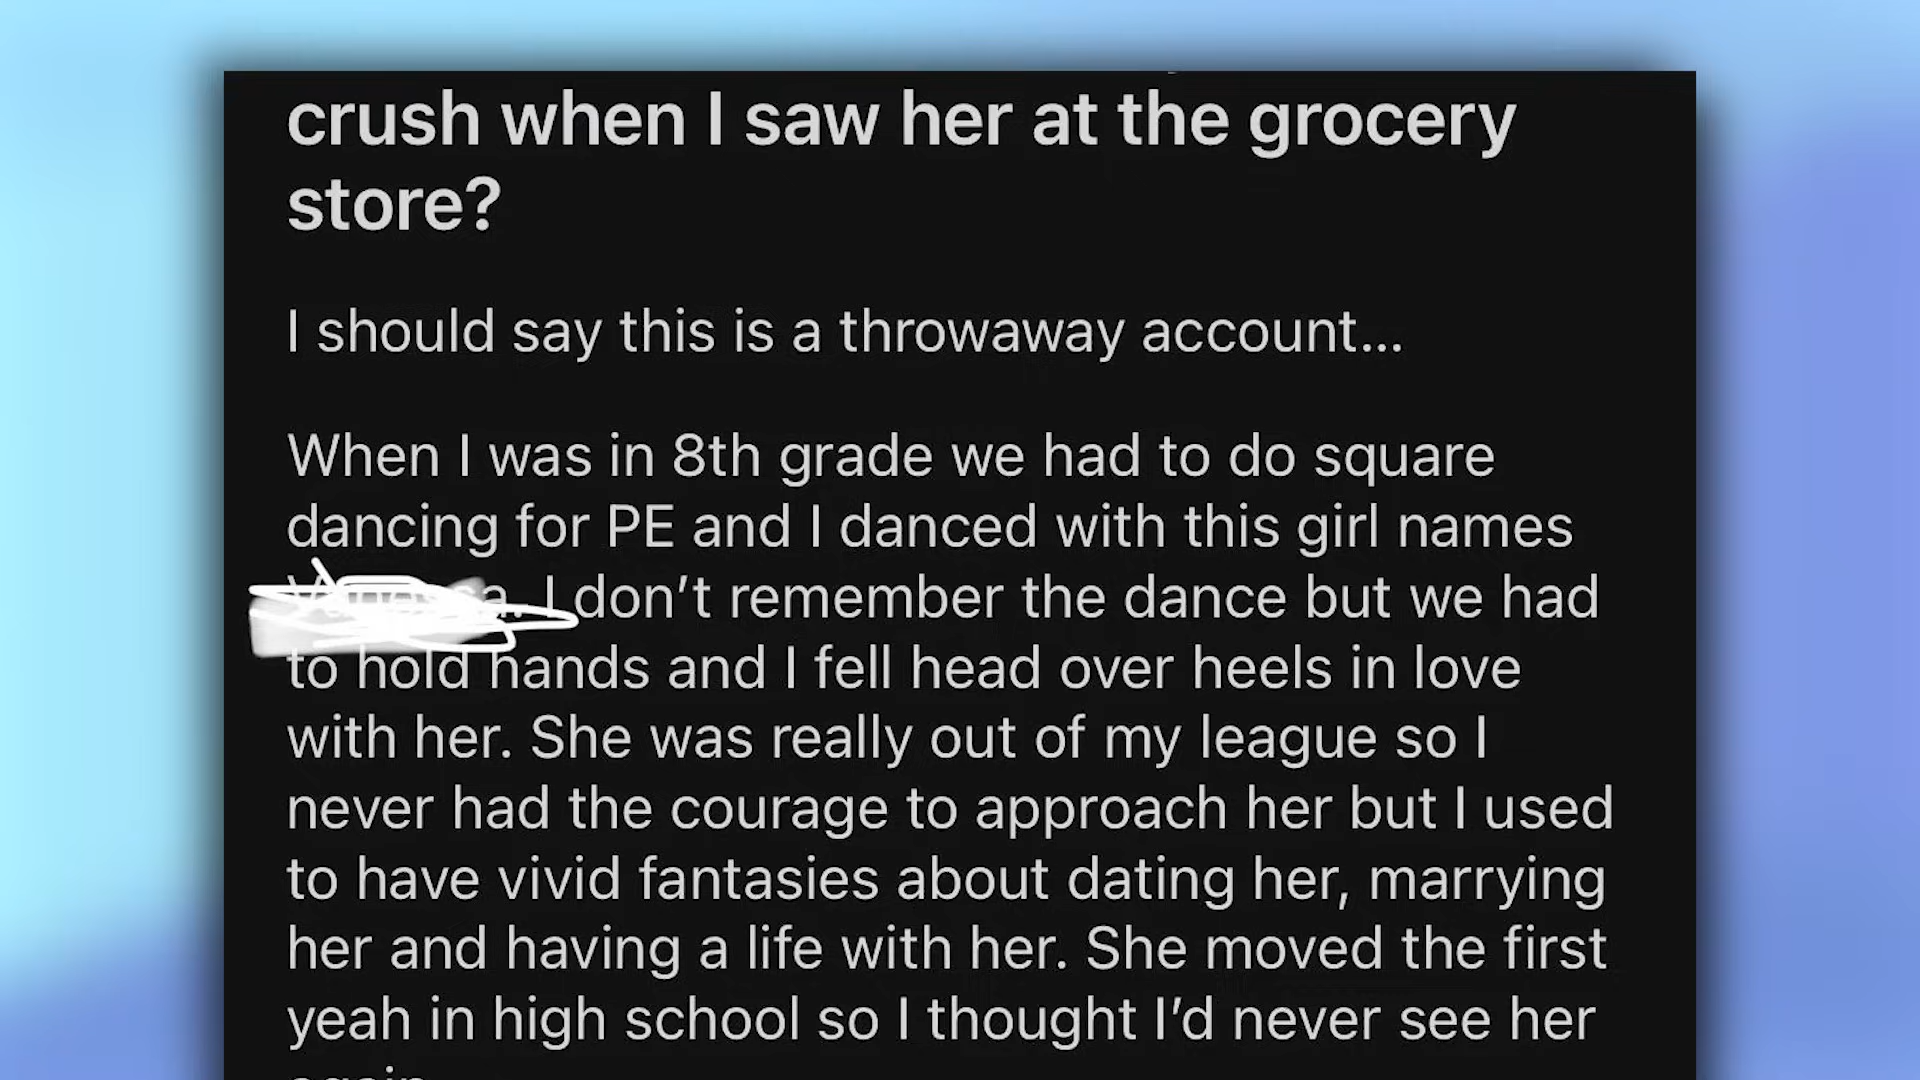 crush when I saw her at the grocery
store?
I should say this is a throwaway account...
When I was in 8th grade we had to do square
dancing for PE and I danced with this girl names
I don’t remember the dance but we had
to hold hands and I fell head over heels in love
with her. She was really out of my league so I
never had the courage to approach her but I used
to have vivid fantasies about dating her, marrying
her and having a life with her. She moved the first
yeah in high school so I thought I’d never see her